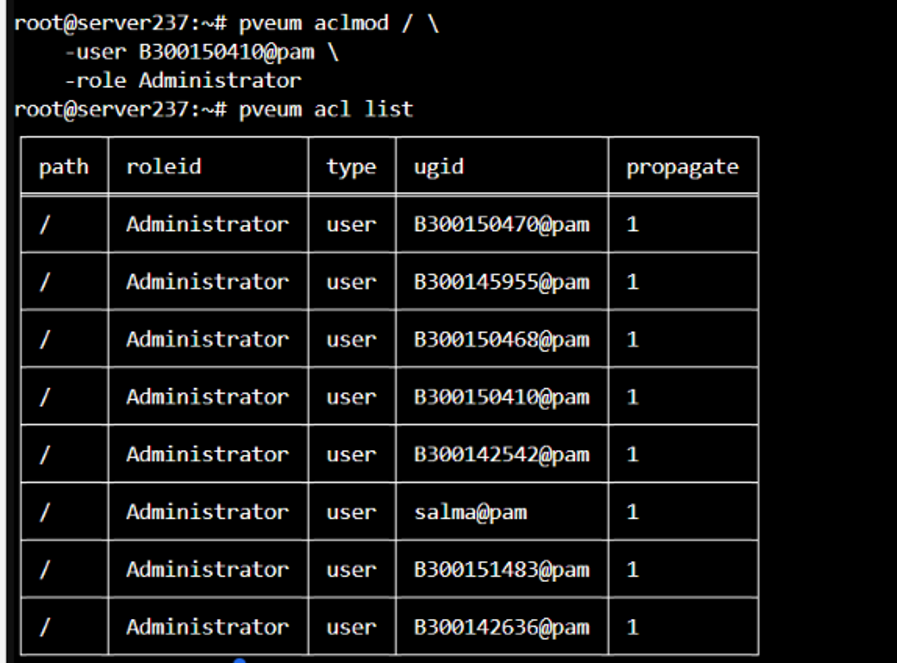 root@server237:~# pveum aclmod / \
    -user B300150410@pam \
    -role Administrator
root@server237:~# pveum acl list
path roleid type ugid propagate
/ Administrator user B300150470@pam 1
/ Administrator user B300145955@pam 1
/ Administrator user B300150468@pam 1
/ Administrator user B300150410@pam 1
/ Administrator user B300142542@pam 1
/ Administrator user salma@pam 1
/ Administrator user B300151483@pam 1
/ Administrator user B300142636@pam 1